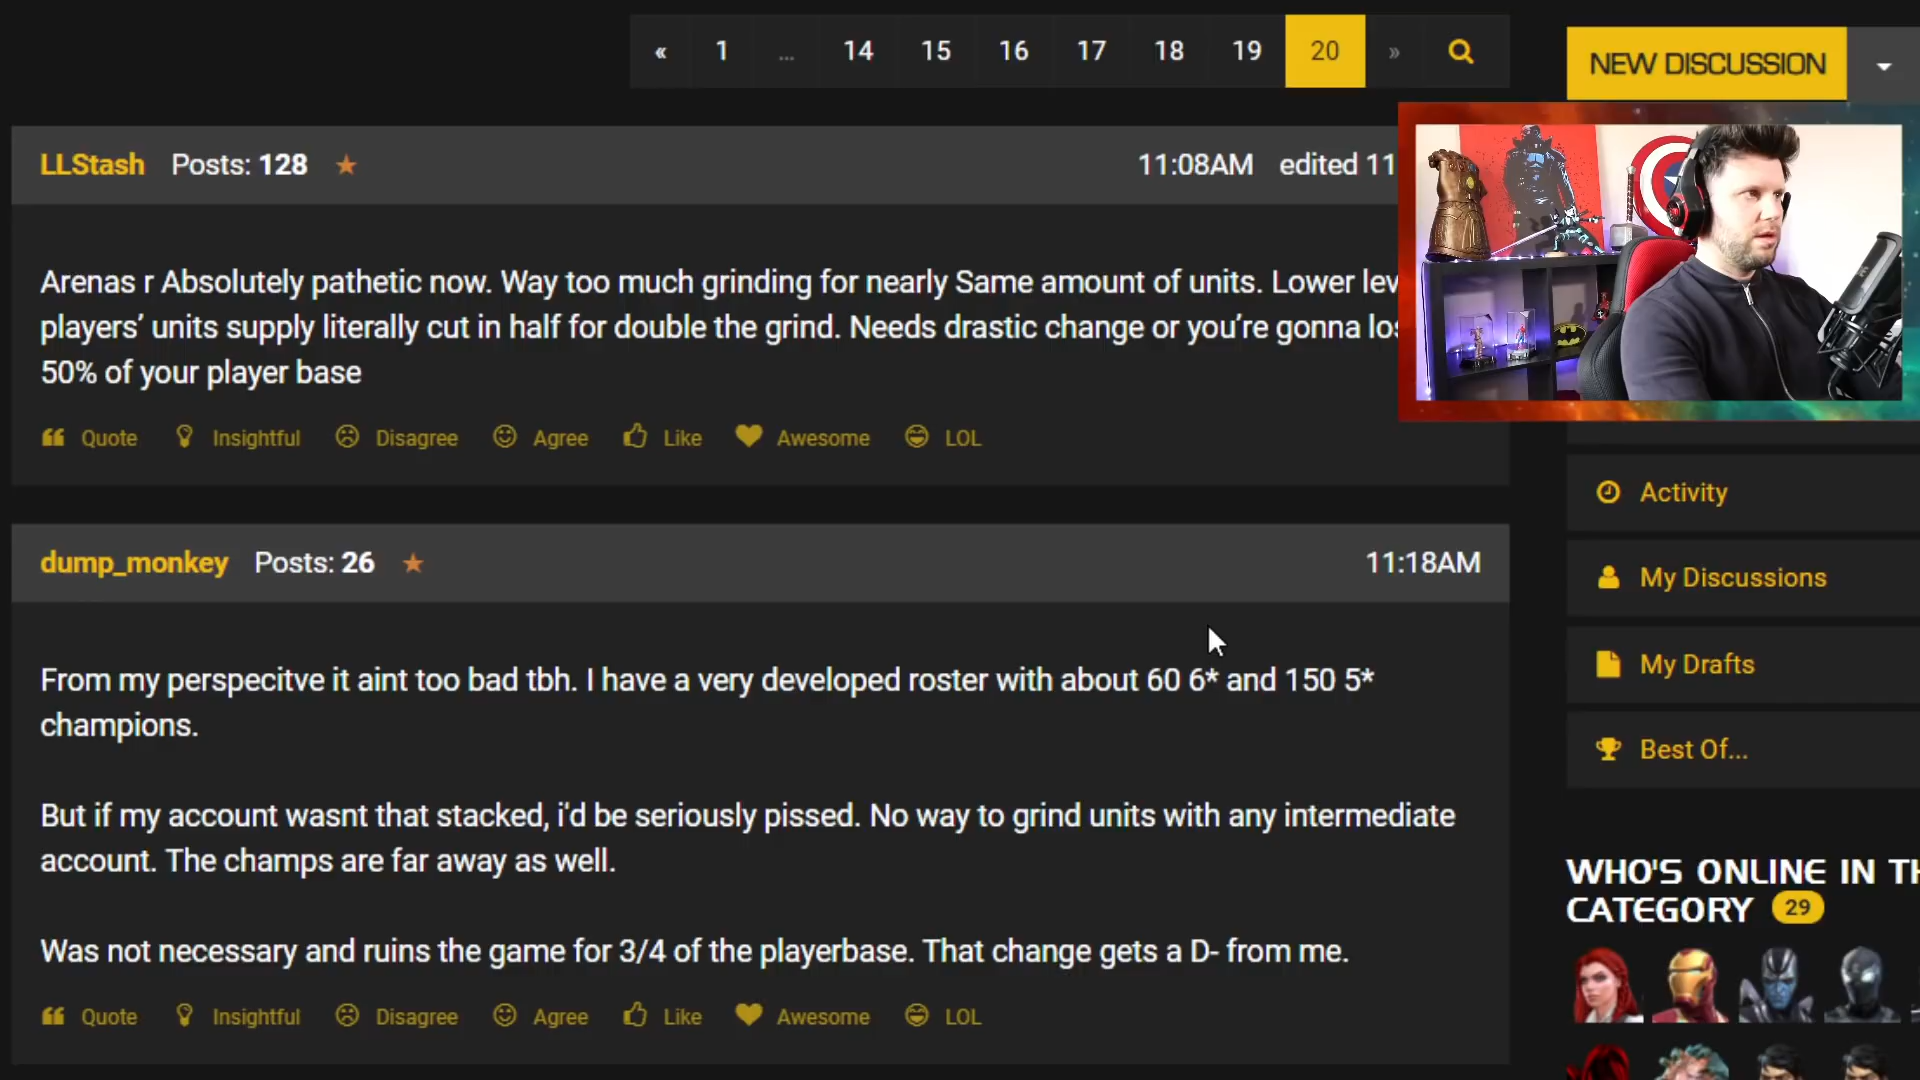 « 1 … 14 15 16 17 18 19 20 »
NEW DISCUSSION
LLStash Posts: 128 11:08AM edited 11
Arenas r Absolutely pathetic now. Way too much grinding for nearly Same amount of units. Lower lev
players’ units supply literally cut in half for double the grind. Needs drastic change or you’re gonna los
50% of your player base
Quote Insightful Disagree Agree Like Awesome LOL
dump_monkey Posts: 26 11:18AM
From my perspecitve it aint too bad tbh. I have a very developed roster with about 60 6* and 150 5*
champions.
But if my account wasnt that stacked, i'd be seriously pissed. No way to grind units with any intermediate
account. The champs are far away as well.
Was not necessary and ruins the game for 3/4 of the playerbase. That change gets a D- from me.
Quote Insightful Disagree Agree Like Awesome LOL
Activity
My Discussions
My Drafts
Best Of...
WHO'S ONLINE IN TH
CATEGORY 29